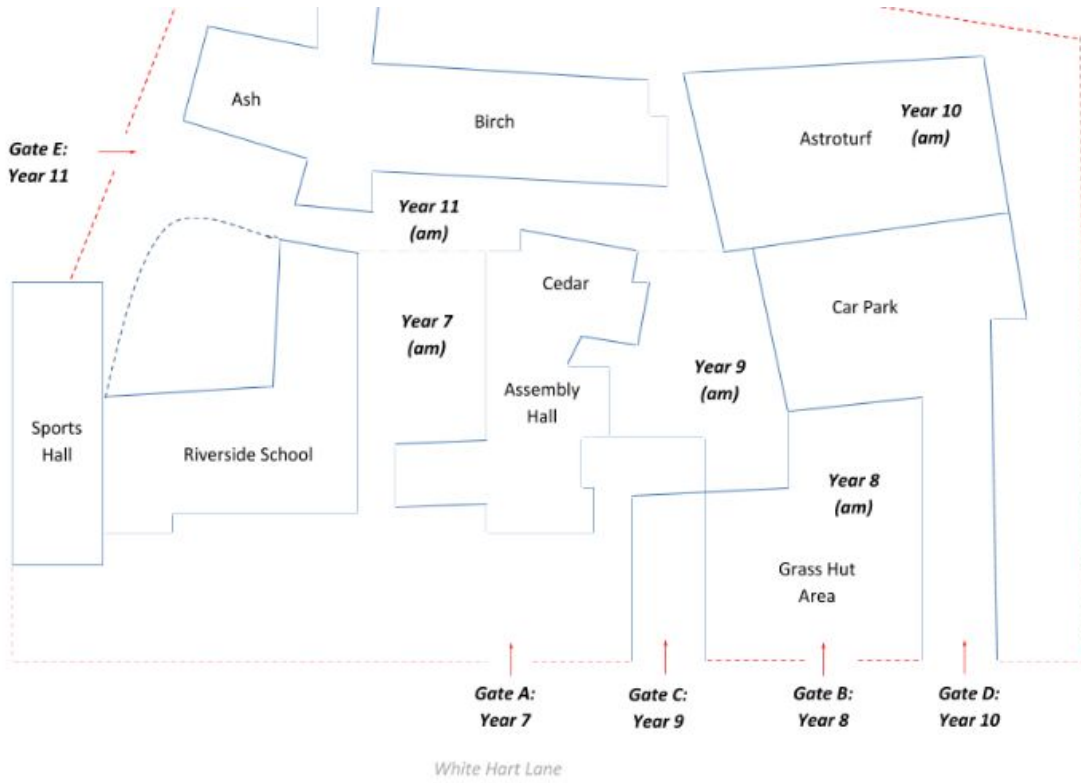 Ash
Birch
Astroturf
Year 10
(am)
Gate E:
Year 11
Year 11
(am)
Cedar
Car Park
Year 7
(am)
Year 9
(am)
Assembly
Hall
Sports
Hall
Riverside School
Year 8
(am)
Grass Hut
Area
Gate A:
Year 7
Gate C:
Year 9
Gate B:
Year 8
Gate D:
Year 10
White Hart Lane